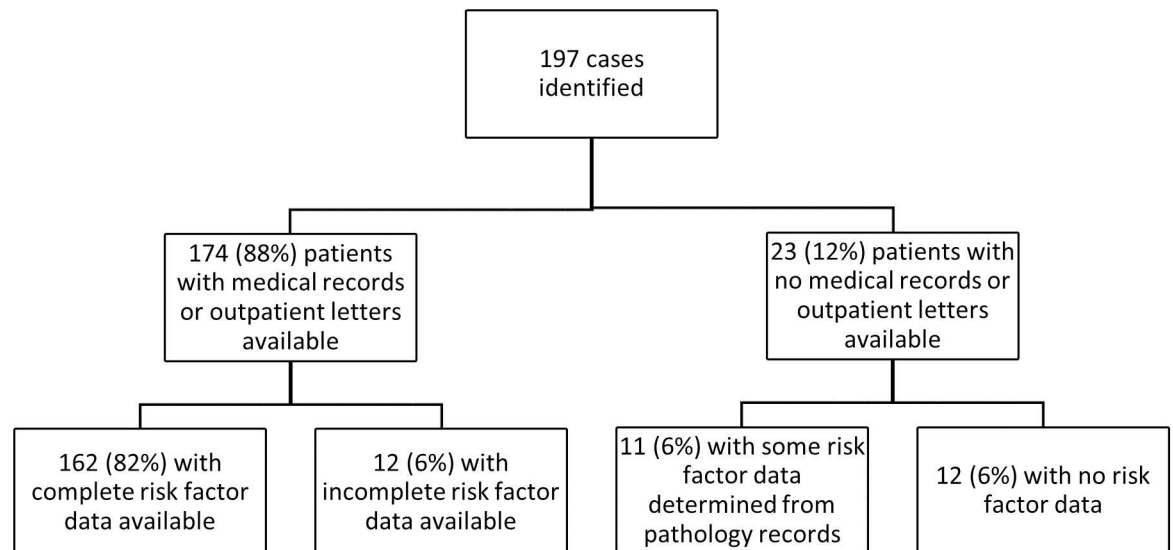 197 cases
identified
174 (88%) patients
with medical records
or outpatient letters
available
23 (12%) patients with
no medical records or
outpatient letters
available
162 (82%) with
complete risk factor
data available
12 (6%) with
incomplete risk factor
data available
11 (6%) with some risk
factor data
determined from
pathology records
12 (6%) with no risk
factor data